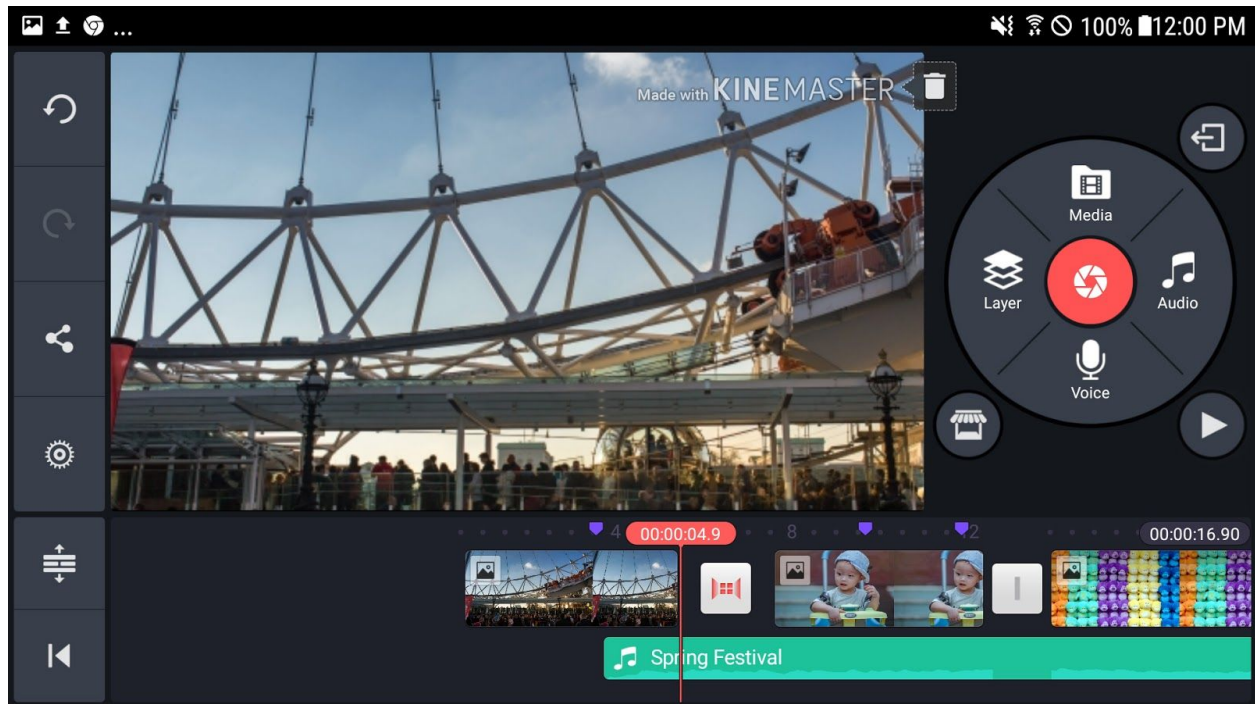 ...
100% 12:00 PM
Made with KINEMASTER
Media
Layer
Audio
Voice
4
00:00:04.9
8
12
00:00:16.90
Spring Festival